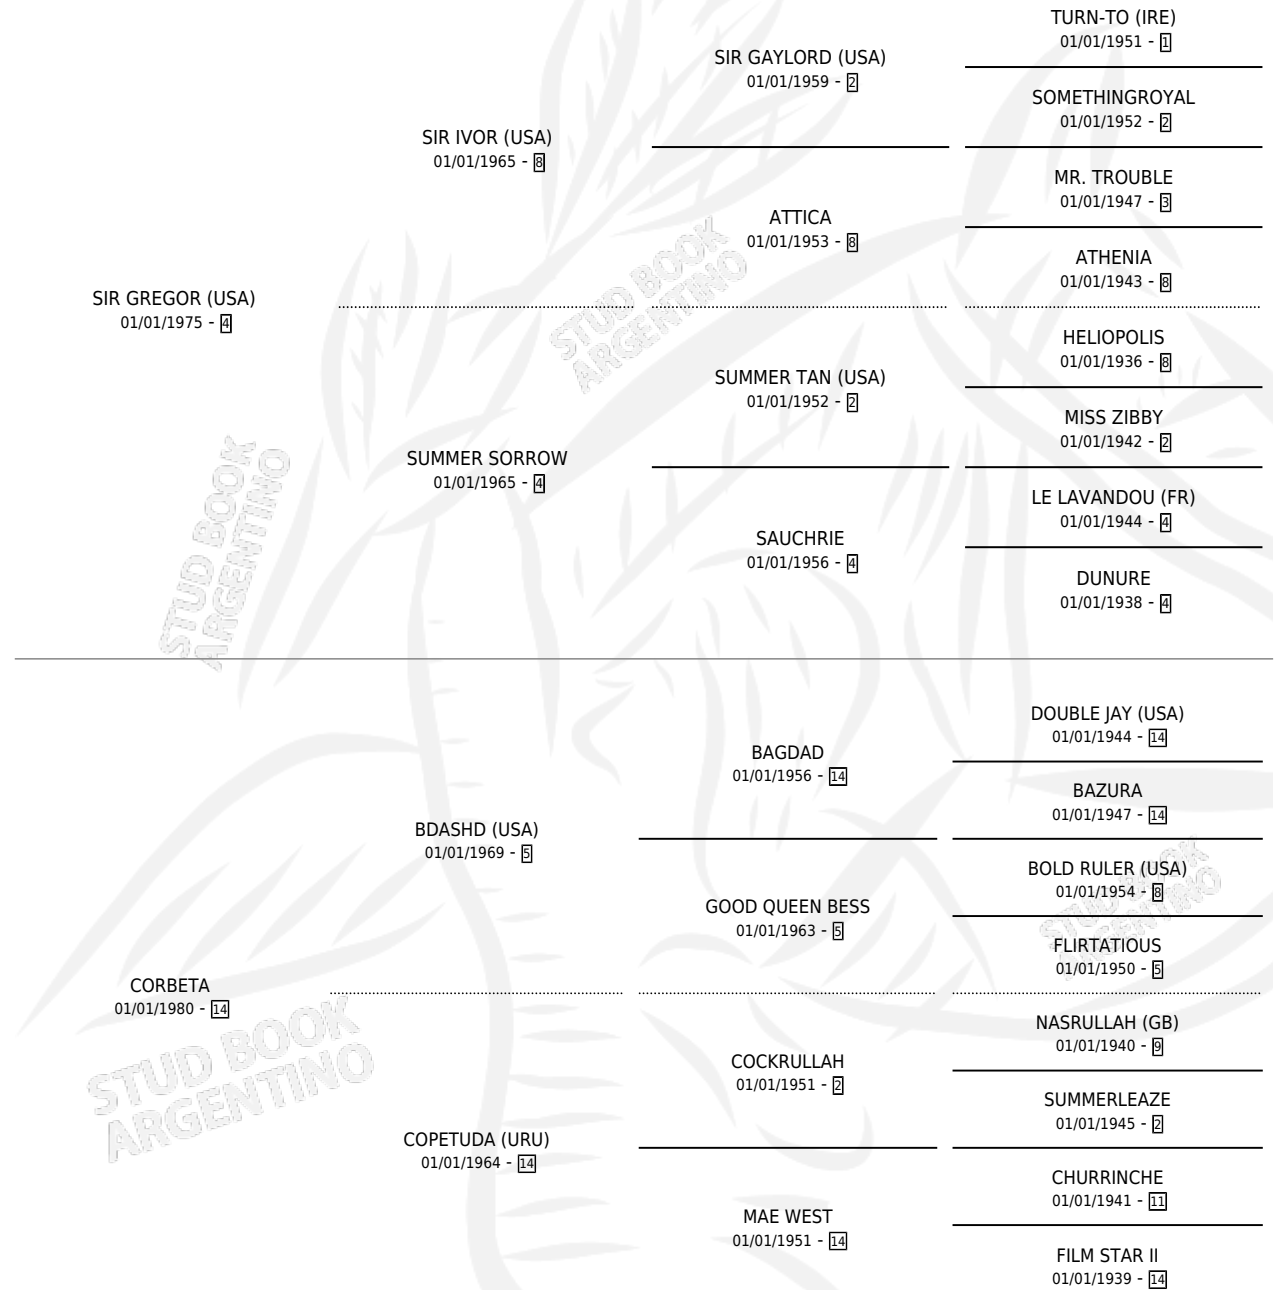 TURN-TO (IRE)
01/01/1951 - 1
SIR GAYLORD (USA)
01/01/1959 - 2
SOMETHINGROYAL
01/01/1952 - 2
SIR IVOR (USA)
01/01/1965 - 8
MR. TROUBLE
01/01/1947 - 3
ATTICA
01/01/1953 - 8
ATHENIA
01/01/1943 - 8
SIR GREGOR (USA)
01/01/1975 - 4
HELIOPOLIS
01/01/1936 - 8
SUMMER TAN (USA)
01/01/1952 - 2
MISS ZIBBY
01/01/1942 - 2
SUMMER SORROW
01/01/1965 - 4
LE LAVANDOU (FR)
01/01/1944 - 4
SAUCHRIE
01/01/1956 - 4
DUNURE
01/01/1938 - 4
DOUBLE JAY (USA)
01/01/1944 - 14
BAGDAD
01/01/1956 - 14
BAZURA
01/01/1947 - 14
BDASHD (USA)
01/01/1969 - 5
BOLD RULER (USA)
01/01/1954 - 8
GOOD QUEEN BESS
01/01/1963 - 5
FLIRTATIOUS
01/01/1950 - 5
CORBETA
01/01/1980 - 14
NASRULLAH (GB)
01/01/1940 - 9
COCKRULLAH
01/01/1951 - 2
SUMMERLEAZE
01/01/1945 - 2
COPETUDA (URU)
01/01/1964 - 14
CHURRINCHE
01/01/1941 - 11
MAE WEST
01/01/1951 - 14
FILM STAR II
01/01/1939 - 14
STUD BOOK
ARGENTINO
STUD BOOK
ARGENTINO
STUD BOOK
ARGENTINO
STUD BOOK
ARGENTINO